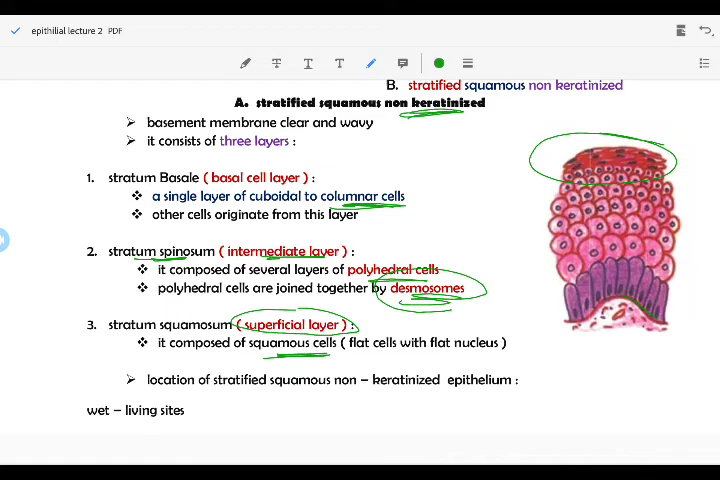 epithilial lecture 2 PDF
T T T
B. stratified squamous non keratinized
A. stratified squamous non keratinized
➢ basement membrane clear and wavy
➢ it consists of three layers :
1. stratum Basale ( basal cell layer ) :
❖ a single layer of cuboidal to columnar cells
❖ other cells originate from this layer
2. stratum spinosum ( intermediate layer ) :
❖ it composed of several layers of polyhedral cells
❖ polyhedral cells are joined together by desmosomes
3. stratum squamosum ( superficial layer ) :
❖ it composed of squamous cells ( flat cells with flat nucleus )
➢ location of stratified squamous non – keratinized epithelium :
wet – living sites